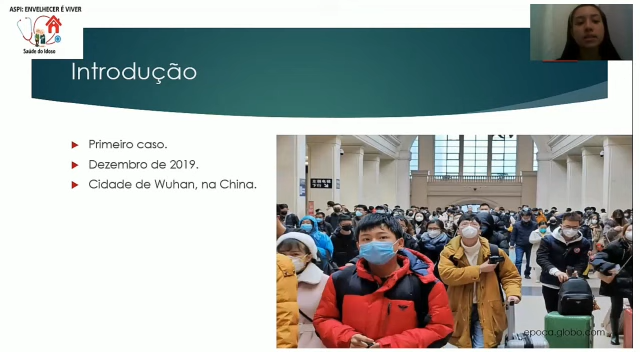 ASPI: ENVELHECER É VIVER
Saúde do Idoso
Introdução
Primeiro caso.
Dezembro de 2019.
Cidade de Wuhan, na China.
epoca.globo.com